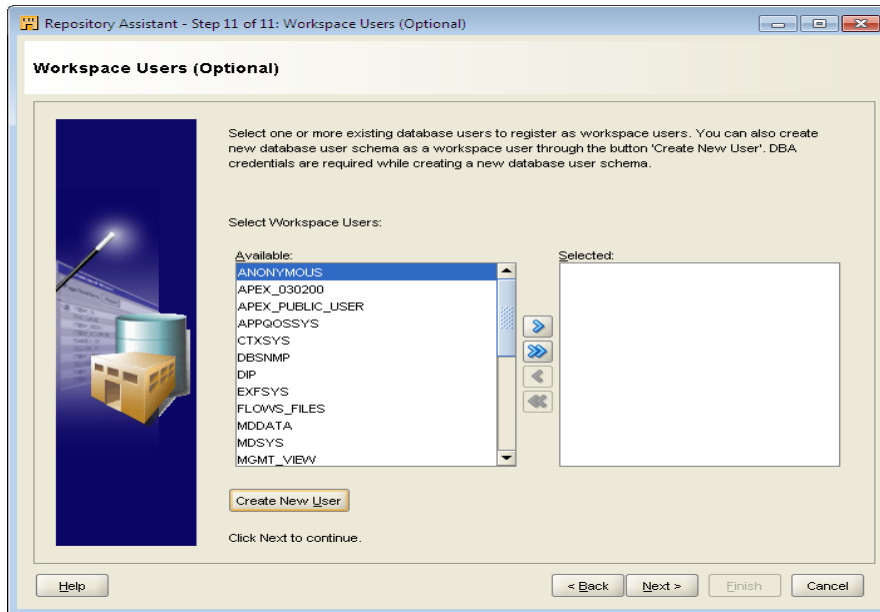 Repository Assistant - Step 11 of 11: Workspace Users (Optional)
Workspace Users (Optional)
Select one or more existing database users to register as workspace users. You can also create
new database user schema as a workspace user through the button 'Create New User'. DBA
credentials are required while creating a new database user schema.
Select Workspace Users:
Available:
Selected:
ANONYMOUS
APEX_030200
APEX_PUBLIC_USER
APPQOSSYS
CTXSYS
DBSNMP
DIP
EXFSYS
FLOWS_FILES
MDDATA
MDSYS
MGMT_VIEW
Create New User
Click Next to continue.
Help
< Back
Next >
Finish
Cancel